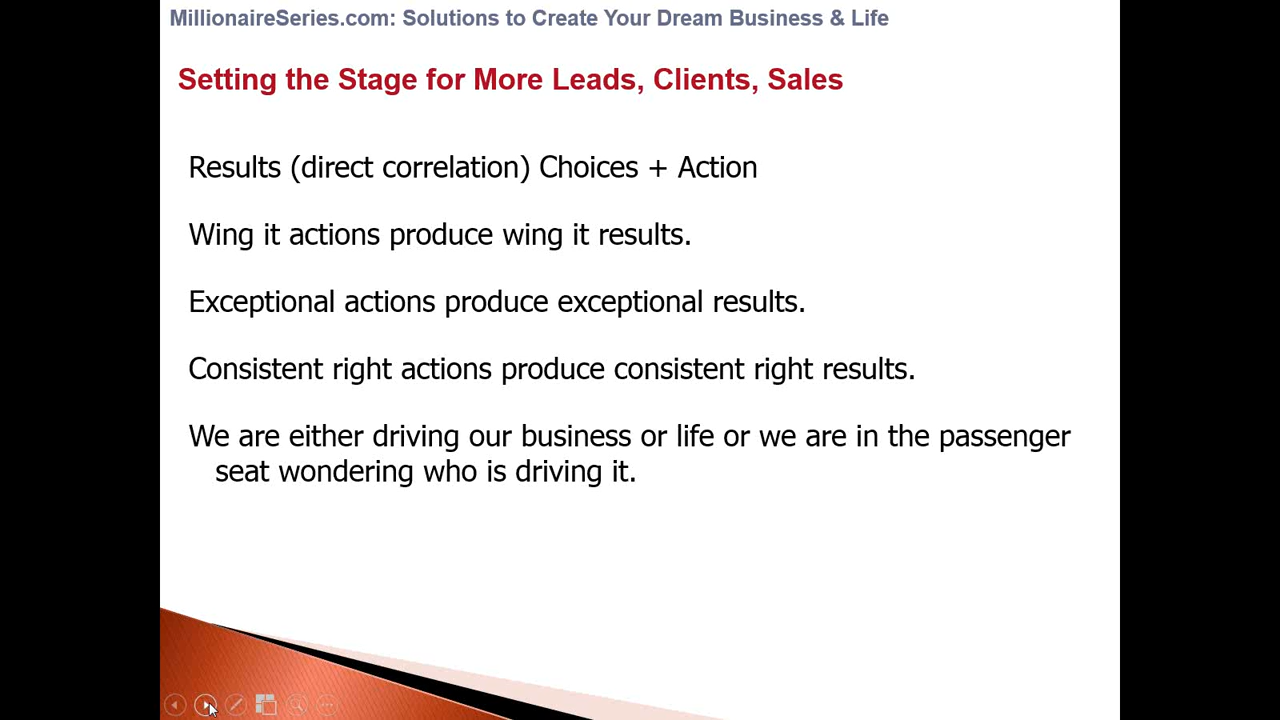 MillionaireSeries.com: Solutions to Create Your Dream Business & Life
Setting the Stage for More Leads, Clients, Sales
Results (direct correlation) Choices + Action
Wing it actions produce wing it results.
Exceptional actions produce exceptional results.
Consistent right actions produce consistent right results.
We are either driving our business or life or we are in the passenger
seat wondering who is driving it.